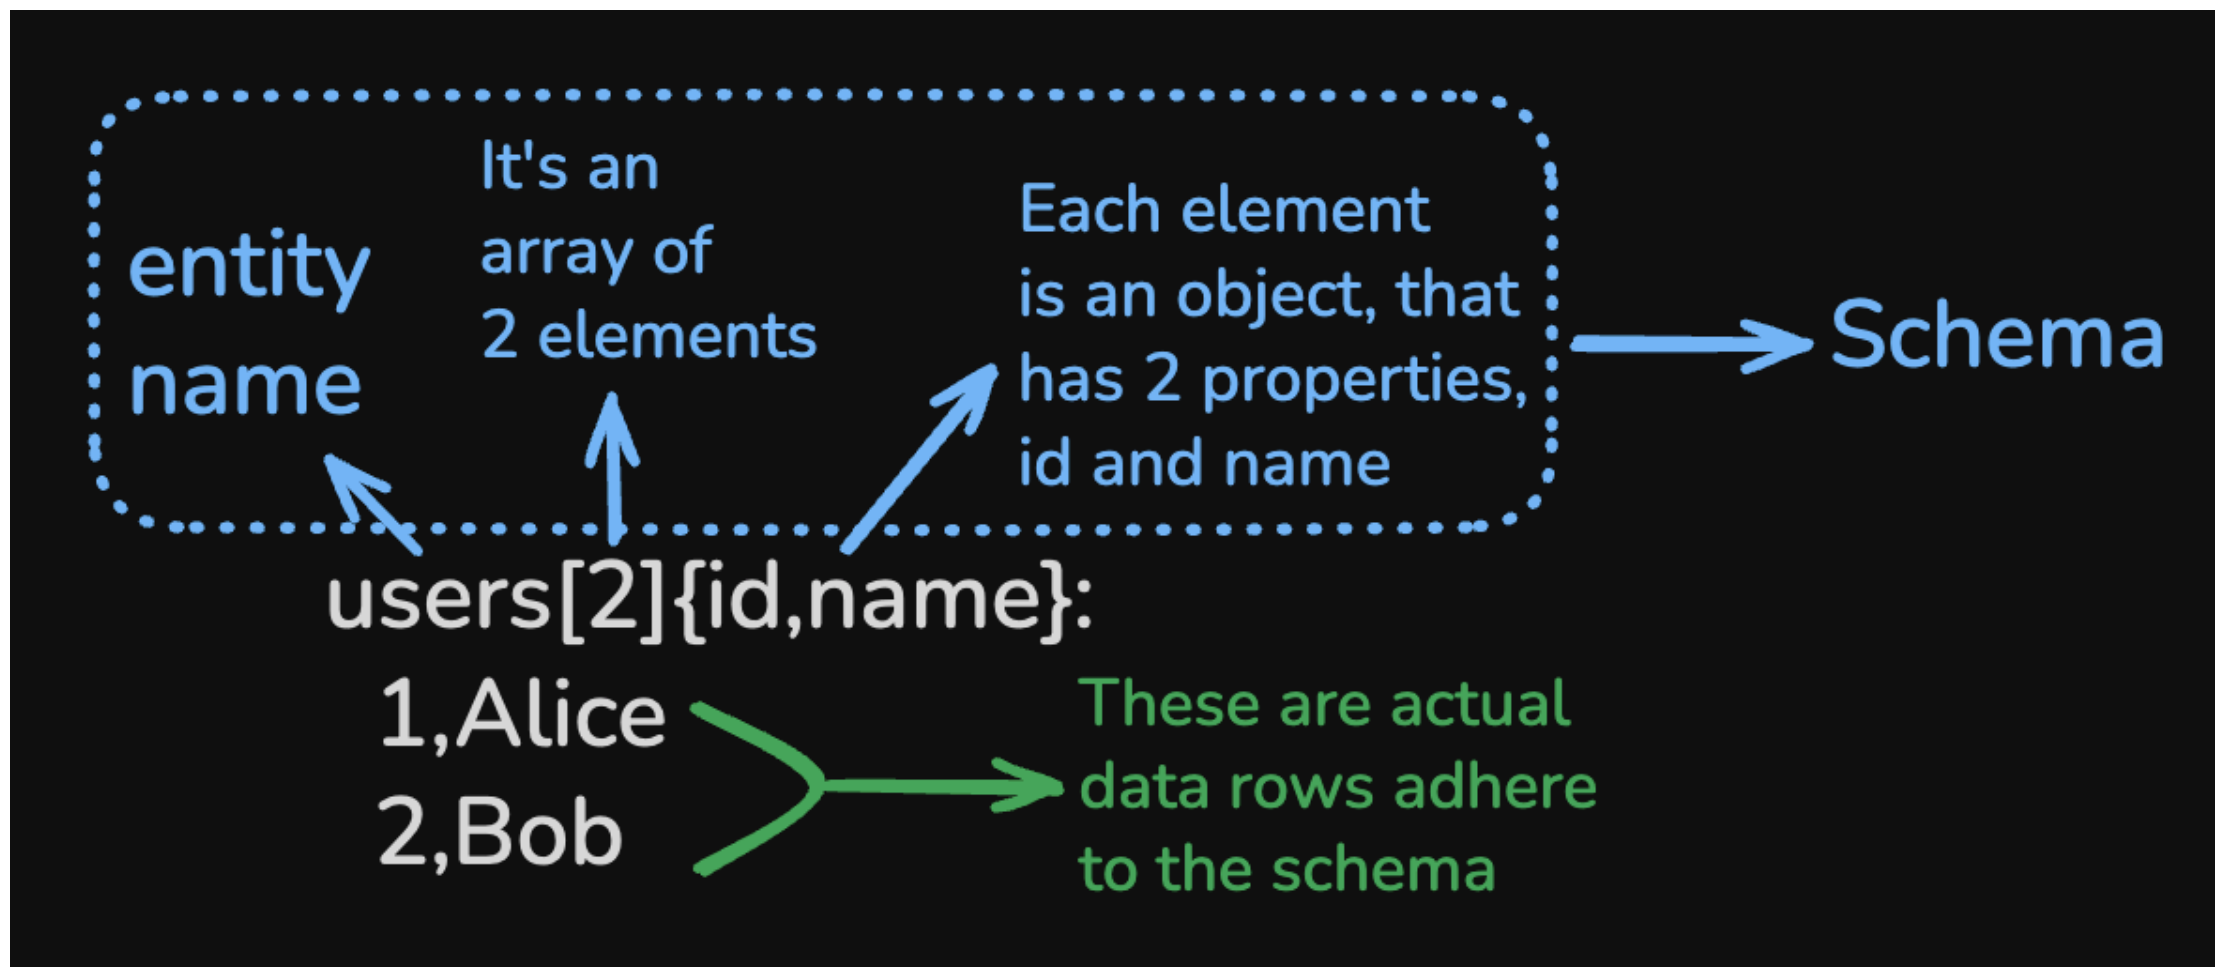 entity
name
It's an
array of
2 elements
Each element
is an object, that
has 2 properties,
id and name
Schema
users[2]{id,name}:
1,Alice
2,Bob
These are actual
data rows adhere
to the schema